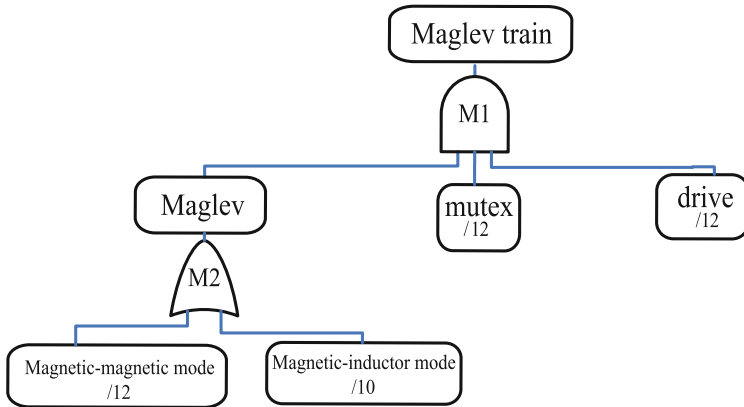 Maglev train
M1
Maglev
mutex
/12
drive
/12
M2
Magnetic-magnetic mode
/12
Magnetic-inductor mode
/10